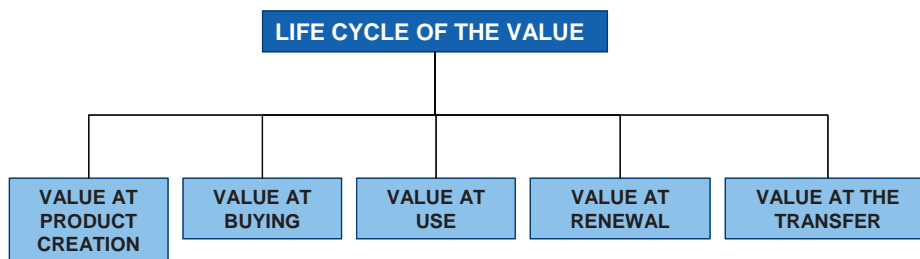 LIFE CYCLE OF THE VALUE
VALUE AT
PRODUCT
CREATION
VALUE AT
BUYING
VALUE AT
USE
VALUE AT
RENEWAL
VALUE AT THE
TRANSFER